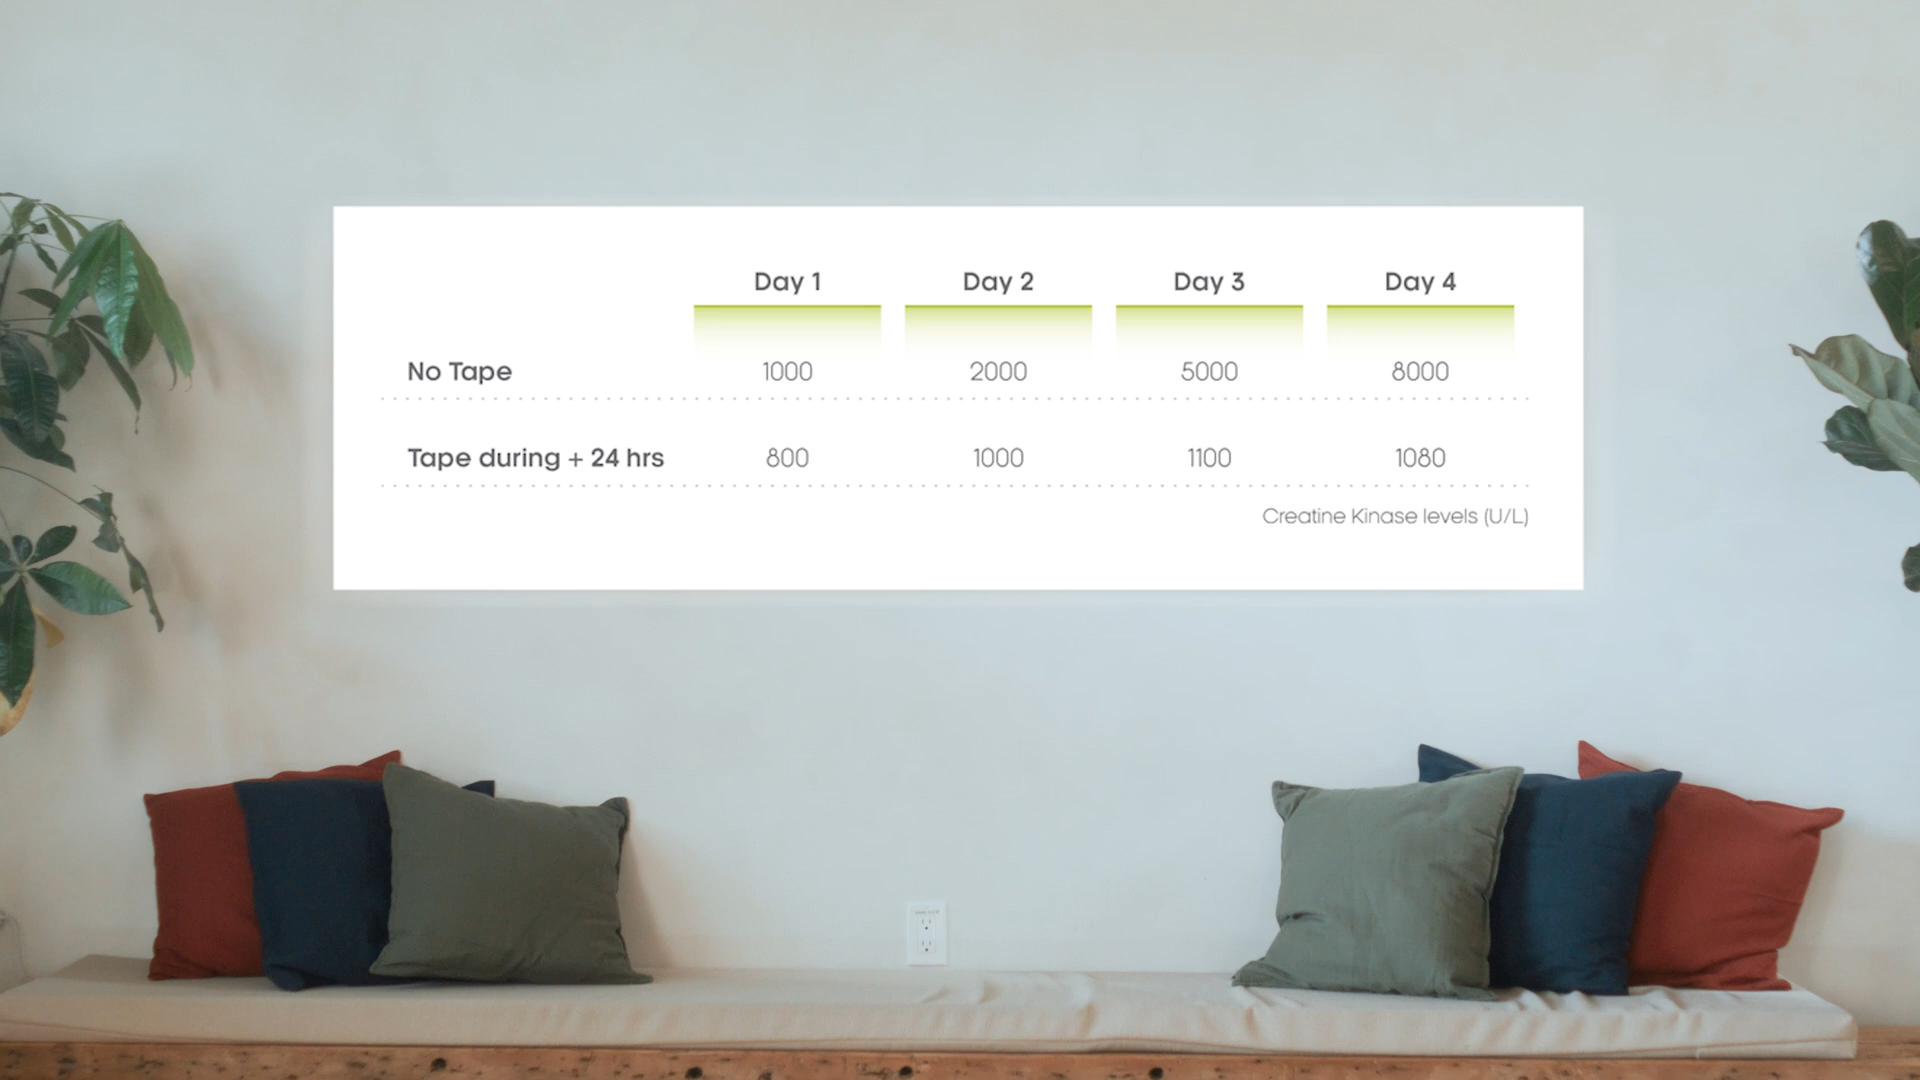 Day 1 Day 2 Day 3 Day 4
No Tape 1000 2000 5000 8000
Tape during + 24 hrs 800 1000 1100 1080
Creatine Kinase levels (U/L)